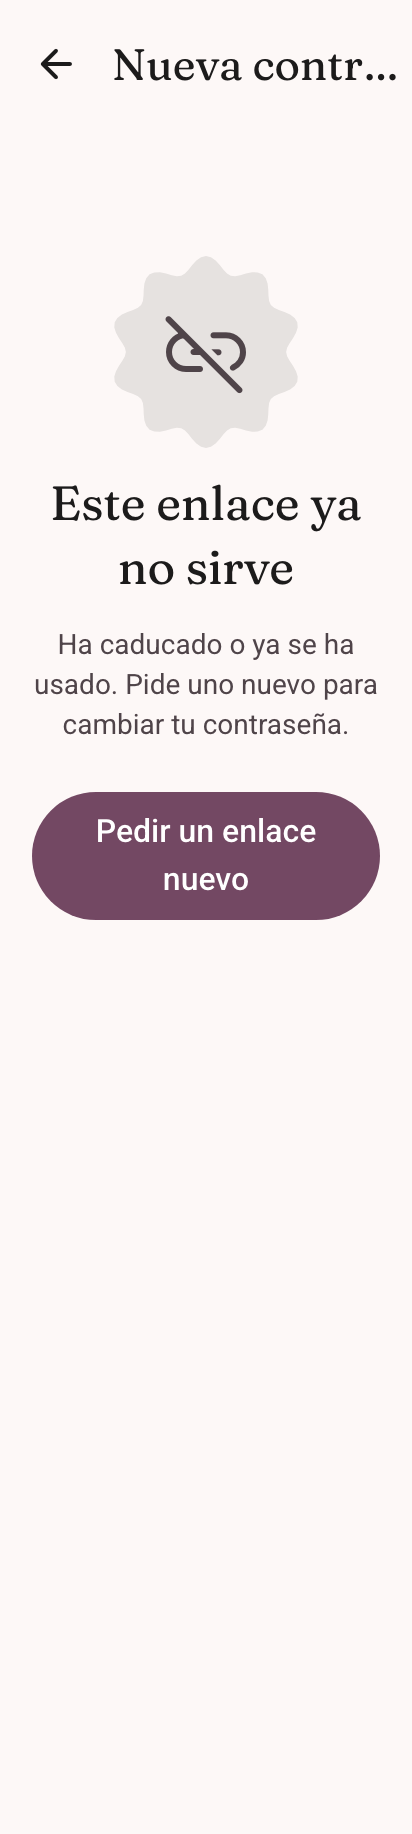 Nueva contr...
Este enlace ya
no sirve
Ha caducado o ya se ha
usado. Pide uno nuevo para
cambiar tu contraseña.
Pedir un enlace
nuevo